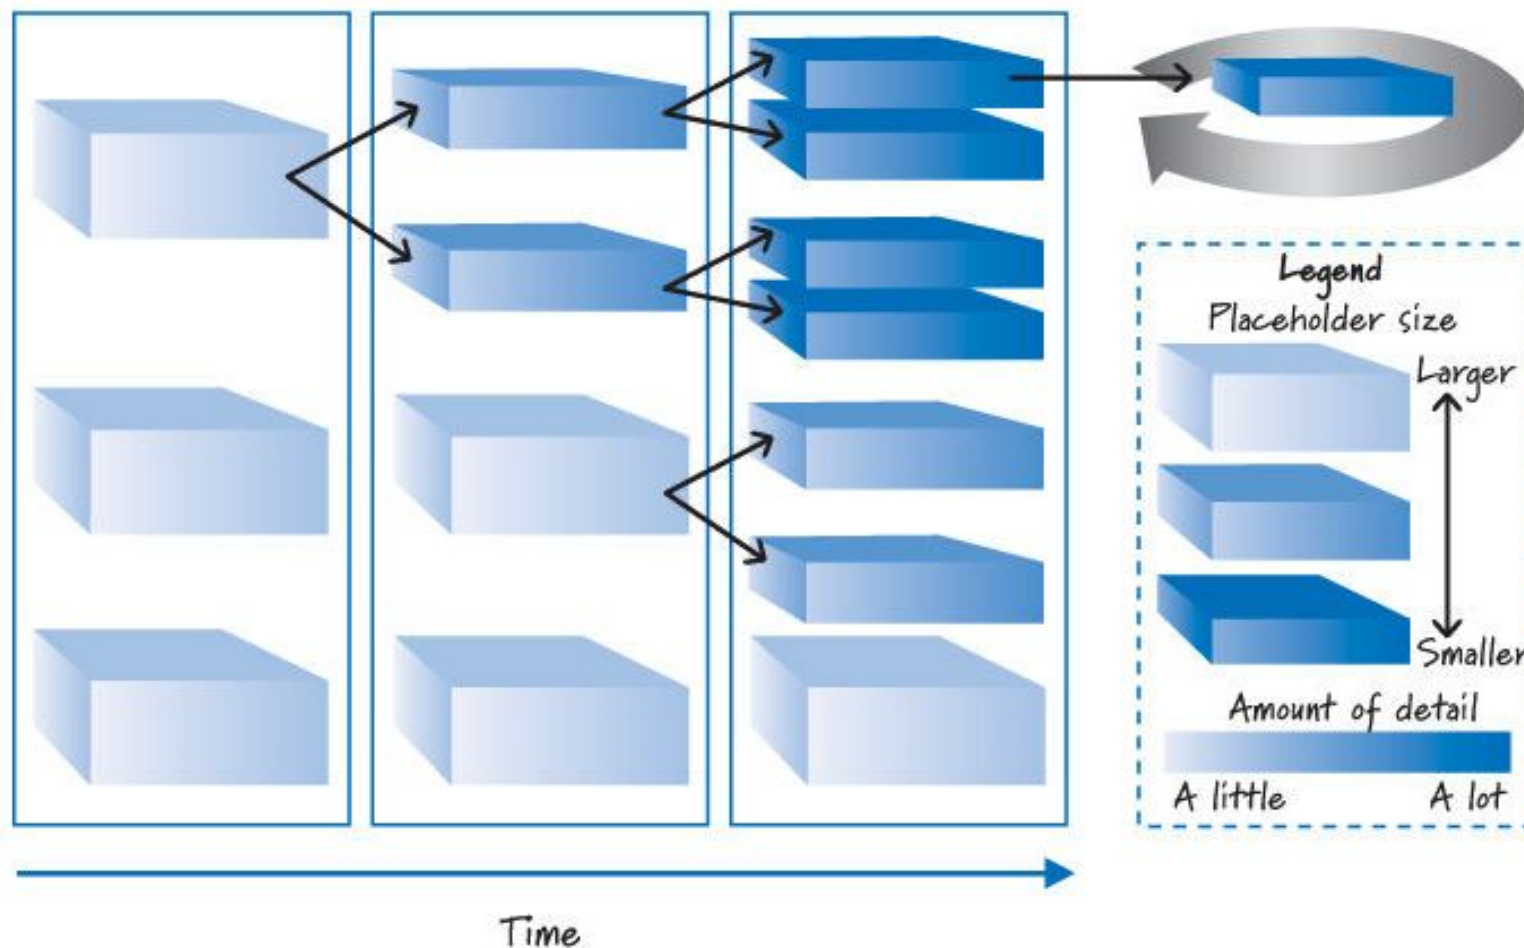 Legend
Placeholder size
Larger
Smaller
Amount of detail
A little A lot
Time